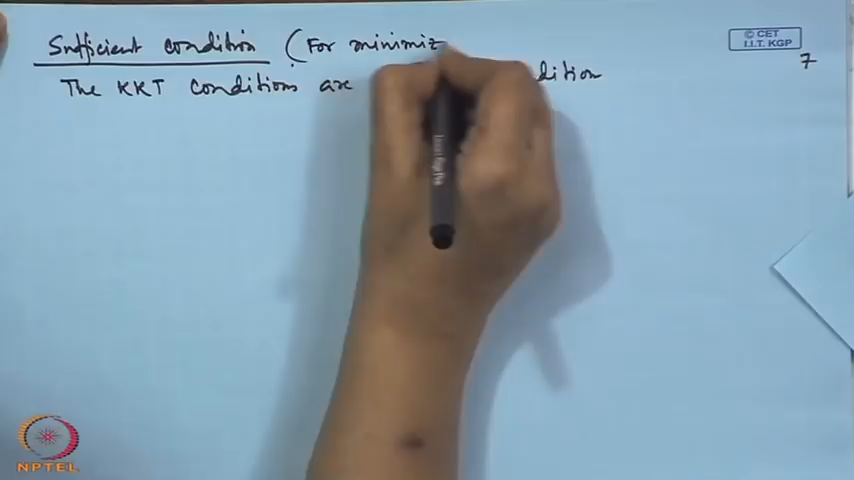 Sufficient condition (For minimiz
The KKT conditions are dition
© CET
I.I.T. KGP
7
NPTEL